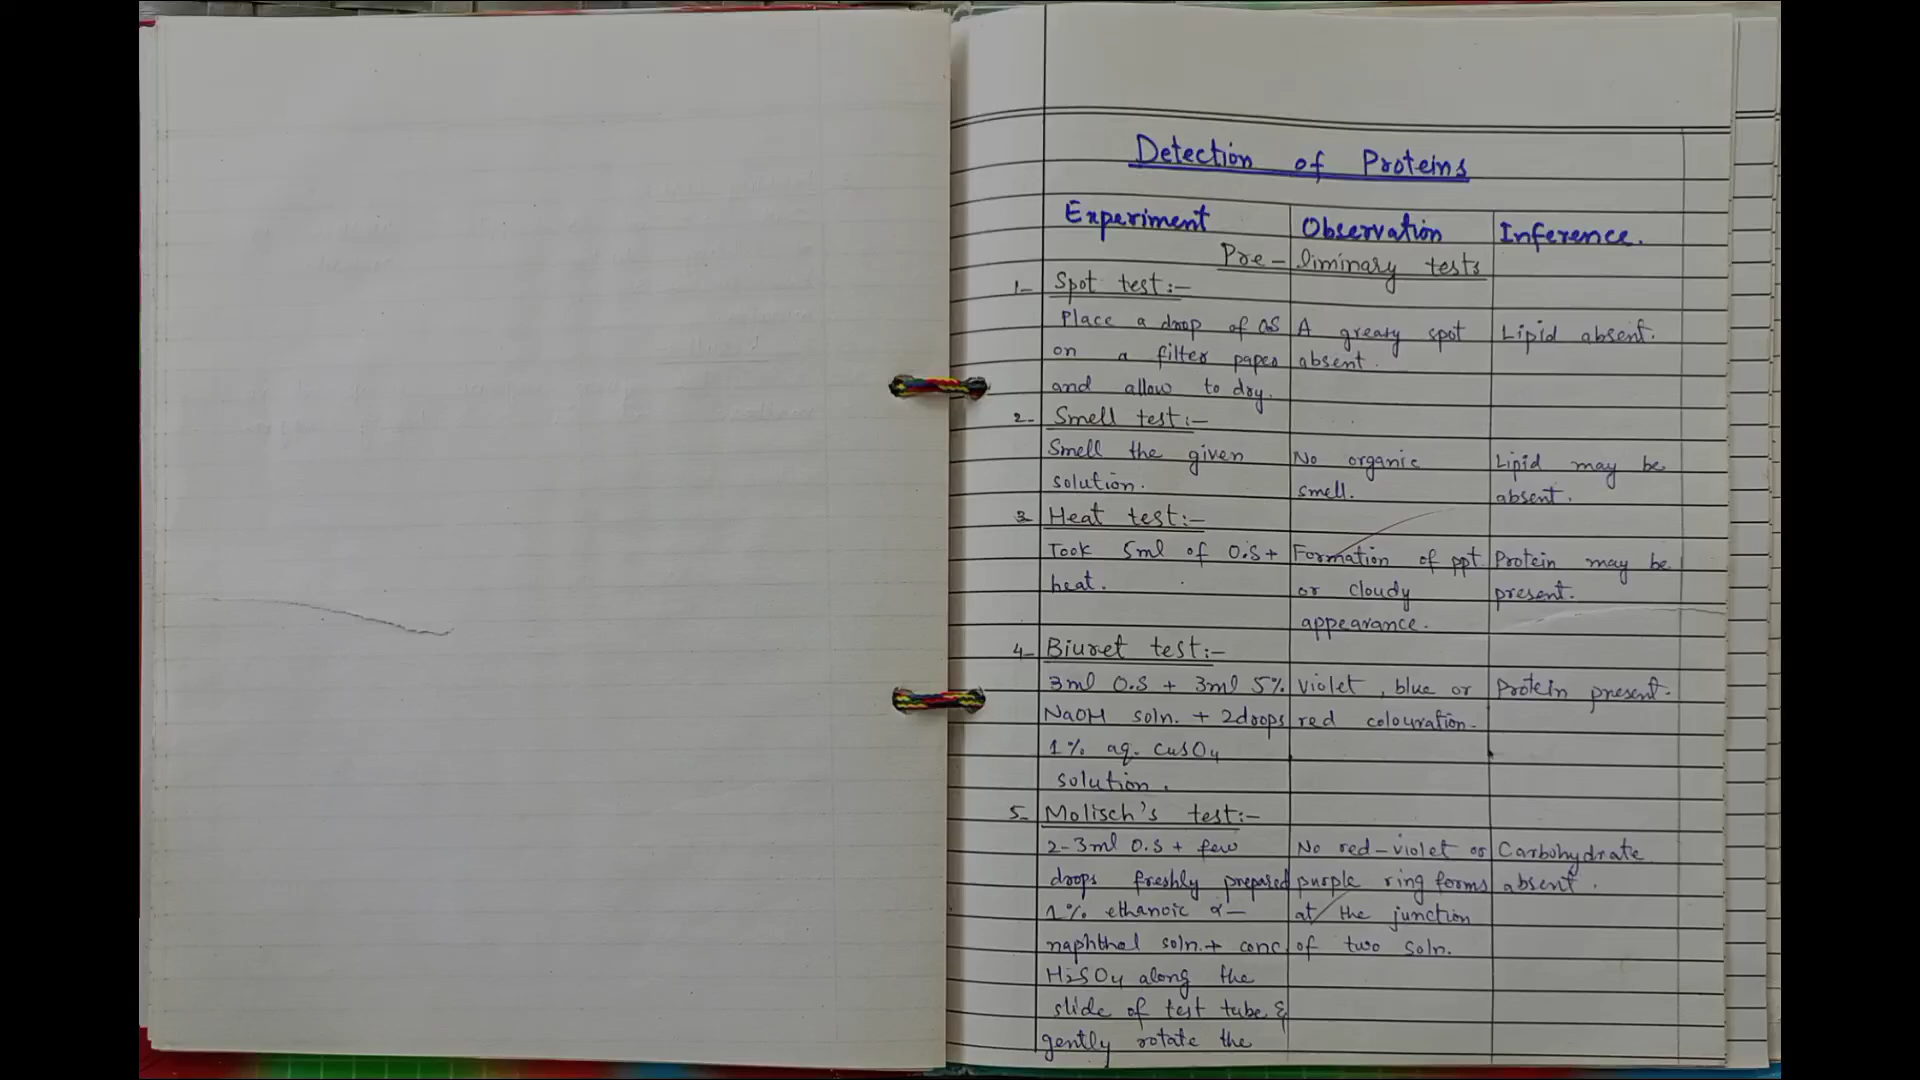 Detection of Proteins
Experiment
Observation
Inference.
Pre-liminary tests
1- Spot test:-
Place a drop of OS
on a filter paper
and allow to dry.
A greasy spot
absent.
Lipid absent.
2- Smell test:-
Smell the given
solution.
No organic
smell.
Lipid may be
absent.
3- Heat test:-
Took 5ml of O.S +
heat.
Formation of ppt
or cloudy
appearance.
Protein may be
present.
4- Biuret test:-
3ml O.S + 3ml 5%
NaOH soln. + 2drops
1% aq. CuSO4
solution.
Violet, blue or
red colouration.
Protein present.
5- Molisch's test:-
2-3ml O.S + few
drops freshly prepared
1% ethanoic α-
naphthol soln. + conc
H2SO4 along the
slide of test tube &
gently rotate the
No red-violet or
purple ring forms
at the junction
of two soln.
Carbohydrate
absent.